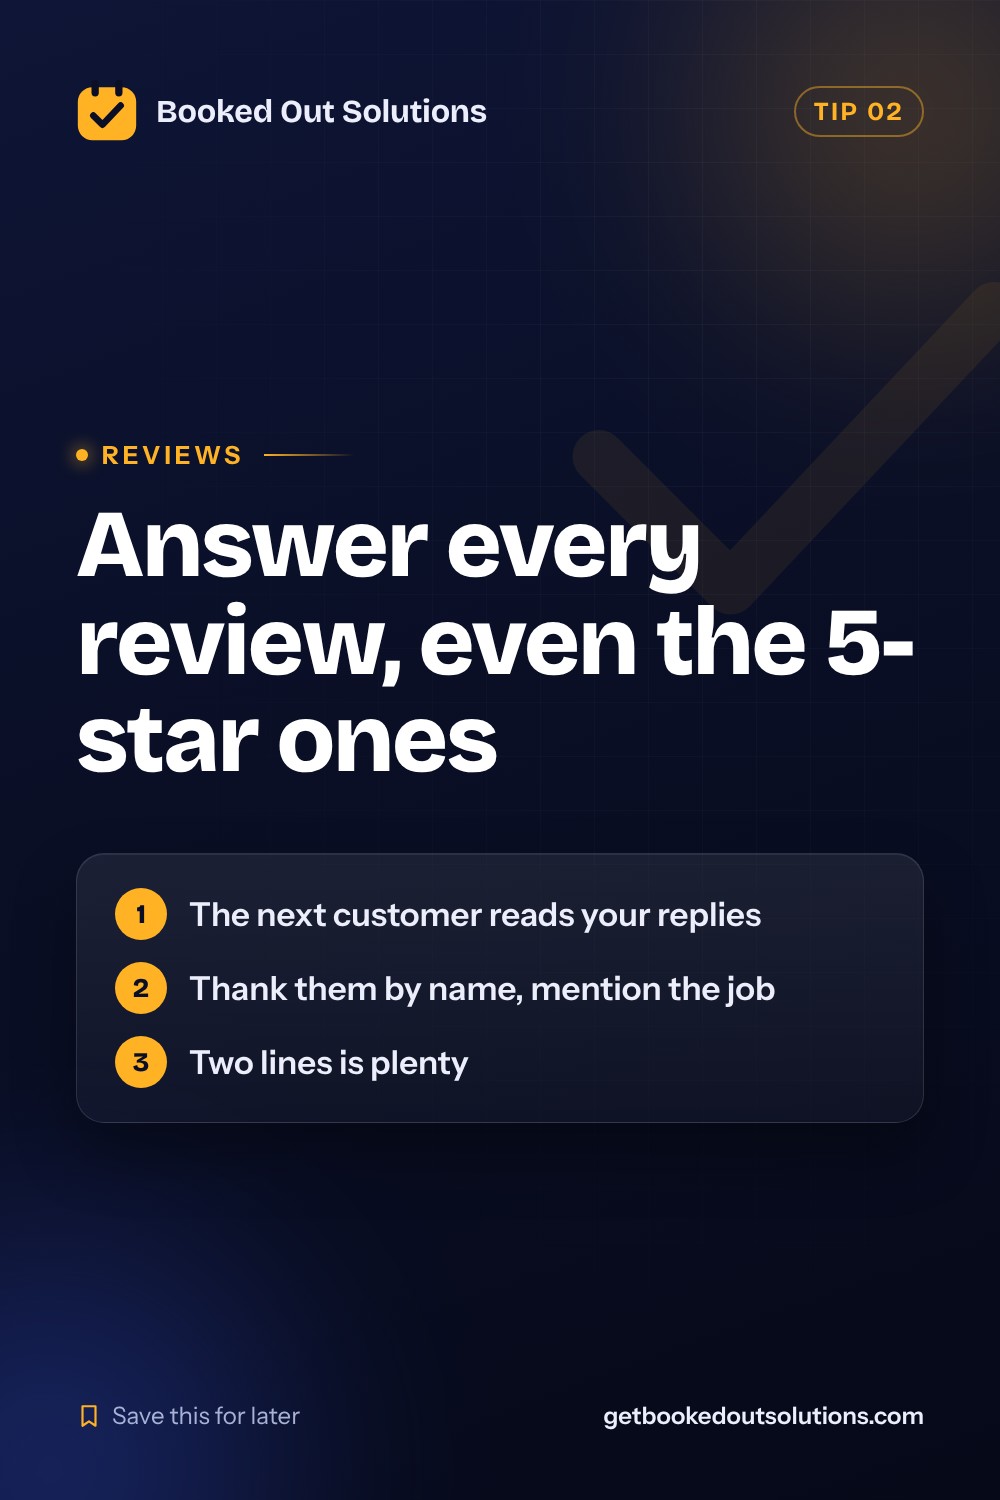 Booked Out Solutions
TIP 02
REVIEWS
Answer every
review, even the 5-
star ones
1 The next customer reads your replies
2 Thank them by name, mention the job
3 Two lines is plenty
Save this for later
getbookedoutsolutions.com